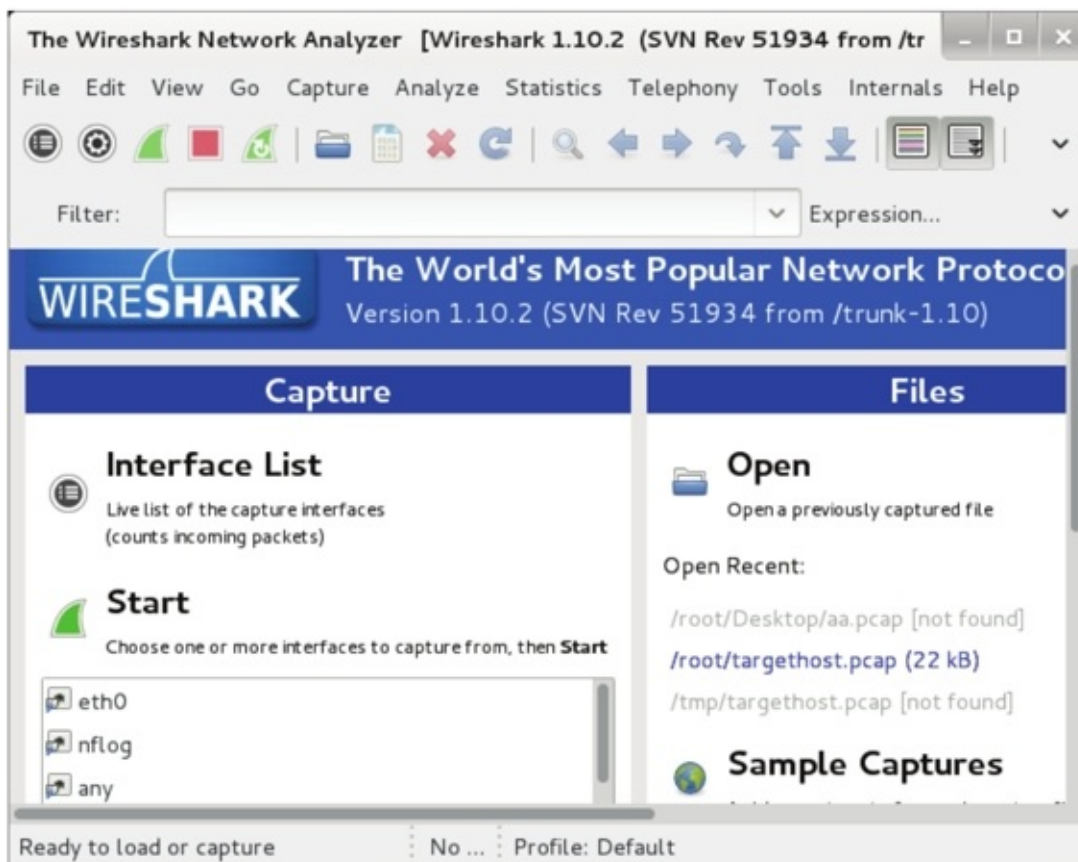 The Wireshark Network Analyzer [Wireshark 1.10.2 (SVN Rev 51934 from /tr
File Edit View Go Capture Analyze Statistics Telephony Tools Internals Help
Filter:
Expression...
WIRESHARK
The World's Most Popular Network Protoco
Version 1.10.2 (SVN Rev 51934 from /trunk-1.10)
Capture
Interface List
Live list of the capture interfaces
(counts incoming packets)
Start
Choose one or more interfaces to capture from, then Start
eth0
nflog
any
Files
Open
Open a previously captured file
Open Recent:
/root/Desktop/aa.pcap [not found]
/root/targethost.pcap (22 kB)
/tmp/targethost.pcap [not found]
Sample Captures
Ready to load or capture
No ...
Profile: Default